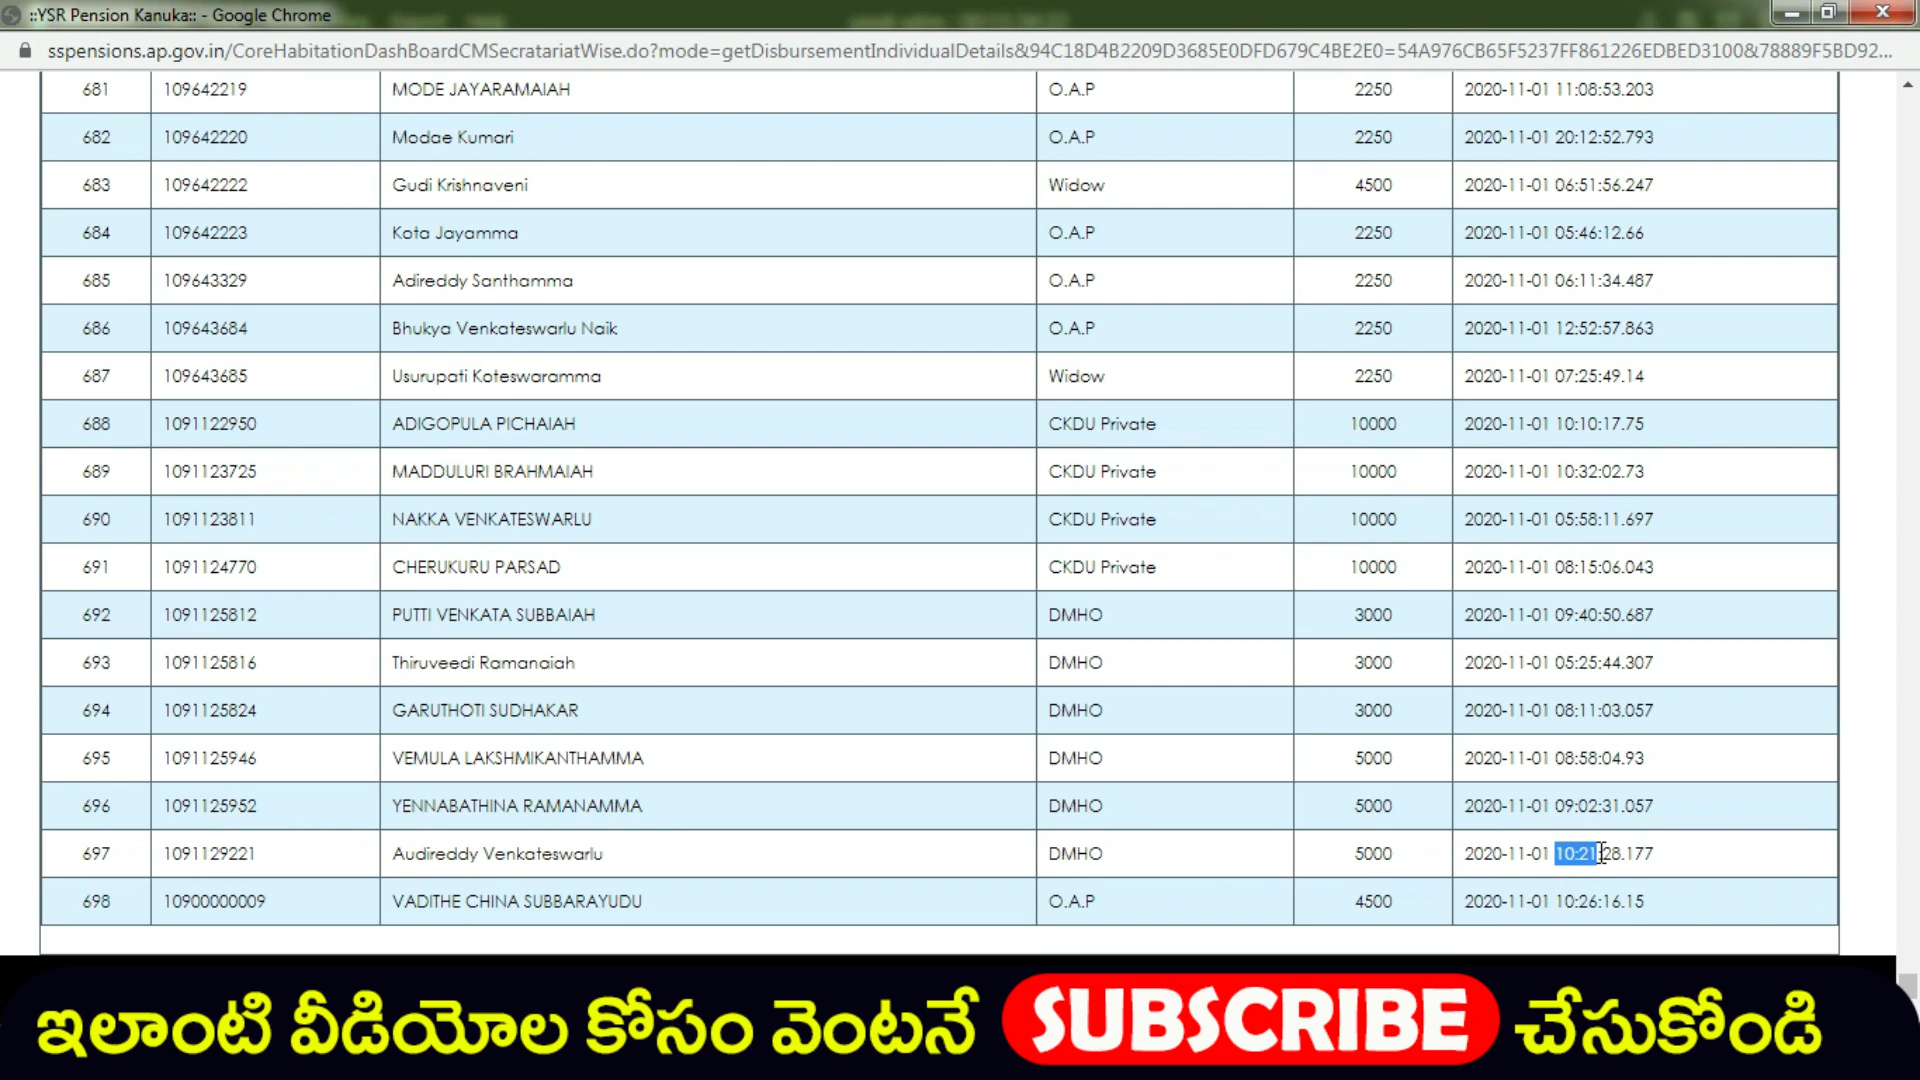 ::YSR Pension Kanuka:: - Google Chrome
sspensions.ap.gov.in/CoreHabitationDashBoardCMSecratariatWise.do?mode=getDisbursementIndividualDetails&94C18D4B2209D3685E0DFD679C4BE2E0=54A976CB65F5237FF861226EDBED3100&78889F5BD92...
681 109642219 MODE JAYARAMAIAH O.A.P 2250 2020-11-01 11:08:53.203
682 109642220 Modae Kumari O.A.P 2250 2020-11-01 20:12:52.793
683 109642222 Gudi Krishnaveni Widow 4500 2020-11-01 06:51:56.247
684 109642223 Kota Jayamma O.A.P 2250 2020-11-01 05:46:12.66
685 109643329 Adireddy Santhamma O.A.P 2250 2020-11-01 06:11:34.487
686 109643684 Bhukya Venkateswarlu Naik O.A.P 2250 2020-11-01 12:52:57.863
687 109643685 Usurupati Koteswaramma Widow 2250 2020-11-01 07:25:49.14
688 1091122950 ADIGOPULA PICHAIAH CKDU Private 10000 2020-11-01 10:10:17.75
689 1091123725 MADDULURI BRAHMAIAH CKDU Private 10000 2020-11-01 10:32:02.73
690 1091123811 NAKKA VENKATESWARLU CKDU Private 10000 2020-11-01 05:58:11.697
691 1091124770 CHERUKURU PARSAD CKDU Private 10000 2020-11-01 08:15:06.043
692 1091125812 PUTTI VENKATA SUBBAIAH DMHO 3000 2020-11-01 09:40:50.687
693 1091125816 Thiruveedi Ramanaiah DMHO 3000 2020-11-01 05:25:44.307
694 1091125824 GARUTHOTI SUDHAKAR DMHO 3000 2020-11-01 08:11:03.057
695 1091125946 VEMULA LAKSHMIKANTHAMMA DMHO 5000 2020-11-01 08:58:04.93
696 1091125952 YENNABATHINA RAMANAMMA DMHO 5000 2020-11-01 09:02:31.057
697 1091129221 Audireddy Venkateswarlu DMHO 5000 2020-11-01 10:21:28.177
698 10900000009 VADITHE CHINA SUBBARAYUDU O.A.P 4500 2020-11-01 10:26:16.15
ఇలాంటి వీడియోల కోసం వెంటనే SUBSCRIBE చేసుకోండి